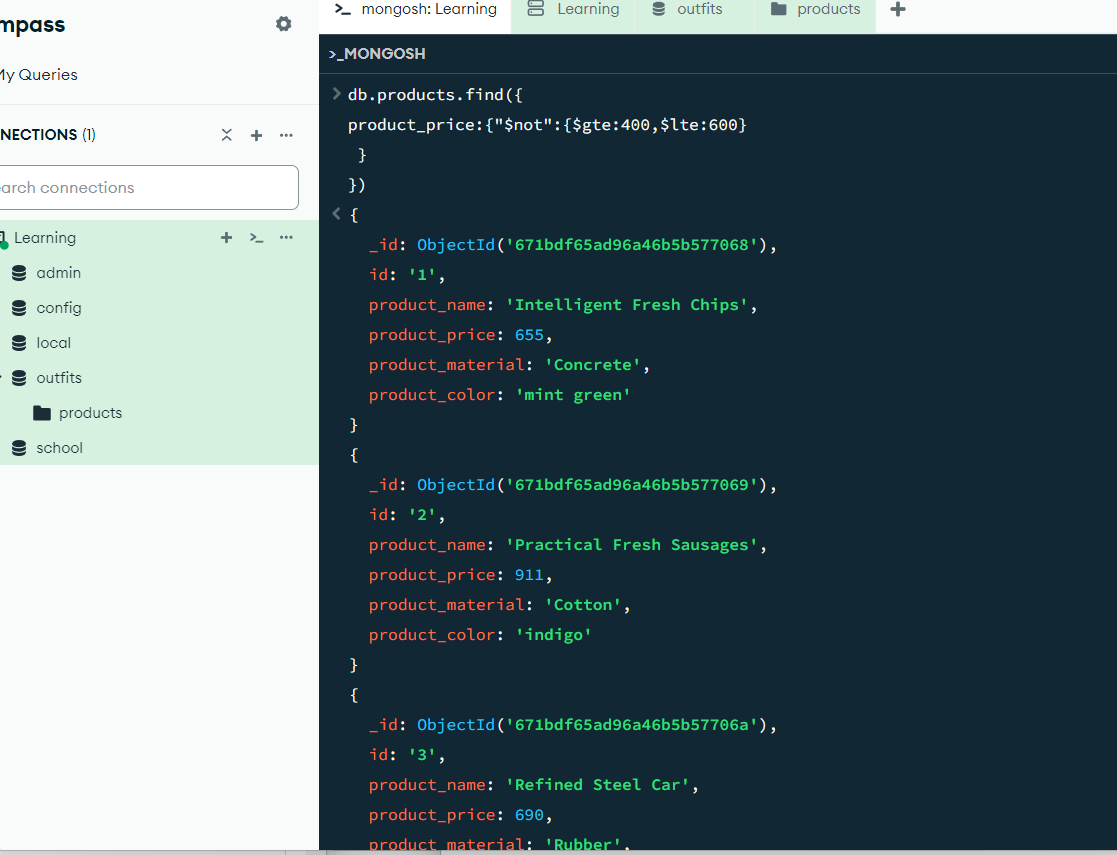 mpass
My Queries
NNECTIONS (1)
earch connections
Learning
admin
config
local
outfits
products
school
>_ mongosh: Learning
Learning
outfits
products
>_MONGOSH
db.products.find({
product_price:{"$not":{$gte:400,$lte:600}
}
})
{
_id: ObjectId('671bdf65ad96a46b5b577068'),
id: '1',
product_name: 'Intelligent Fresh Chips',
product_price: 655,
product_material: 'Concrete',
product_color: 'mint green'
}
{
_id: ObjectId('671bdf65ad96a46b5b577069'),
id: '2',
product_name: 'Practical Fresh Sausages',
product_price: 911,
product_material: 'Cotton',
product_color: 'indigo'
}
{
_id: ObjectId('671bdf65ad96a46b5b57706a'),
id: '3',
product_name: 'Refined Steel Car',
product_price: 690,
product_material: 'Rubber',